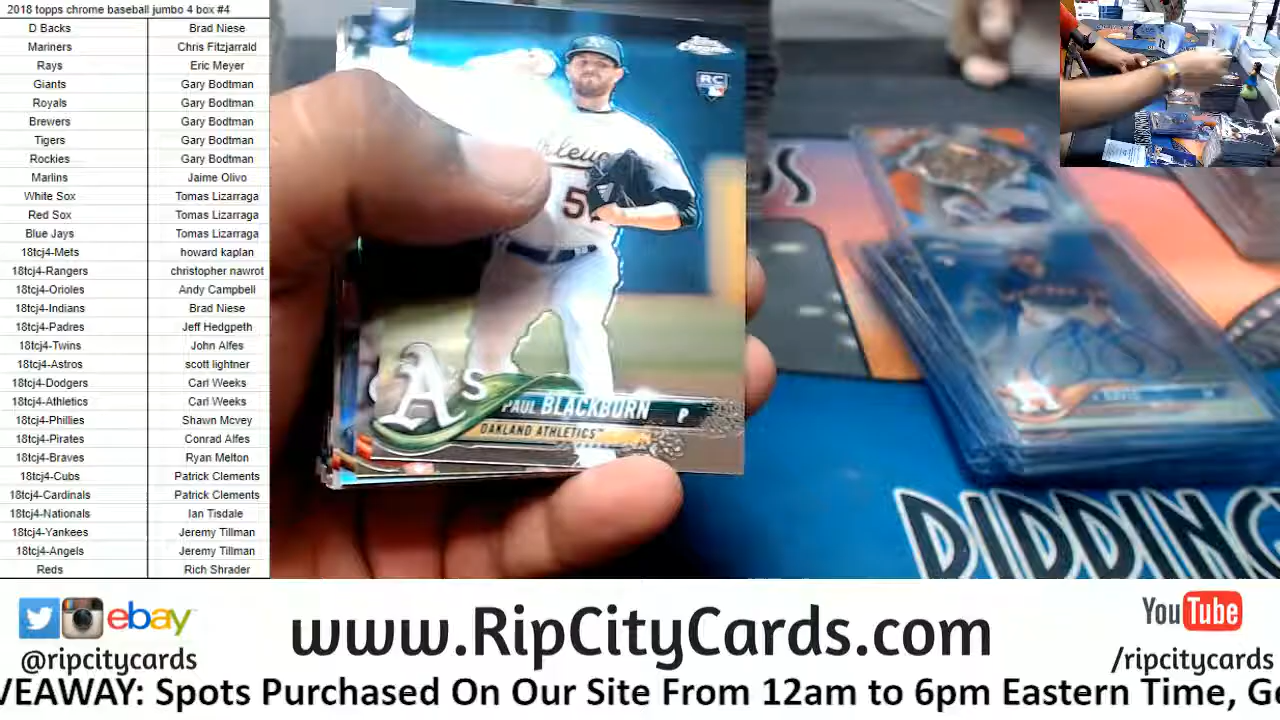 2018 topps chrome baseball jumbo 4 box #4
D Backs Brad Niese
Mariners Chris Fitzjarrald
Rays Eric Meyer
Giants Gary Bodtman
Royals Gary Bodtman
Brewers Gary Bodtman
Tigers Gary Bodtman
Rockies Gary Bodtman
Marlins Jaime Olivo
White Sox Tomas Lizarraga
Red Sox Tomas Lizarraga
Blue Jays Tomas Lizarraga
18tcj4-Mets howard kaplan
18tcj4-Rangers christopher nawrot
18tcj4-Orioles Andy Campbell
18tcj4-Indians Brad Niese
18tcj4-Padres Jeff Hedgpeth
18tcj4-Twins John Alfes
18tcj4-Astros scott lightner
18tcj4-Dodgers Carl Weeks
18tcj4-Athletics Carl Weeks
18tcj4-Phillies Shawn Mcvey
18tcj4-Pirates Conrad Alfes
18tcj4-Braves Ryan Melton
18tcj4-Cubs Patrick Clements
18tcj4-Cardinals Patrick Clements
18tcj4-Nationals Ian Tisdale
18tcj4-Yankees Jeremy Tillman
18tcj4-Angels Jeremy Tillman
Reds Rich Shrader
RC
A's
PAUL BLACKBURN P
OAKLAND ATHLETICS™
DS
DIDDING
ebay
@ripcitycards
www.RipCityCards.com
YouTube
/ripcitycards
VEAWAY: Spots Purchased On Our Site From 12am to 6pm Eastern Time, G